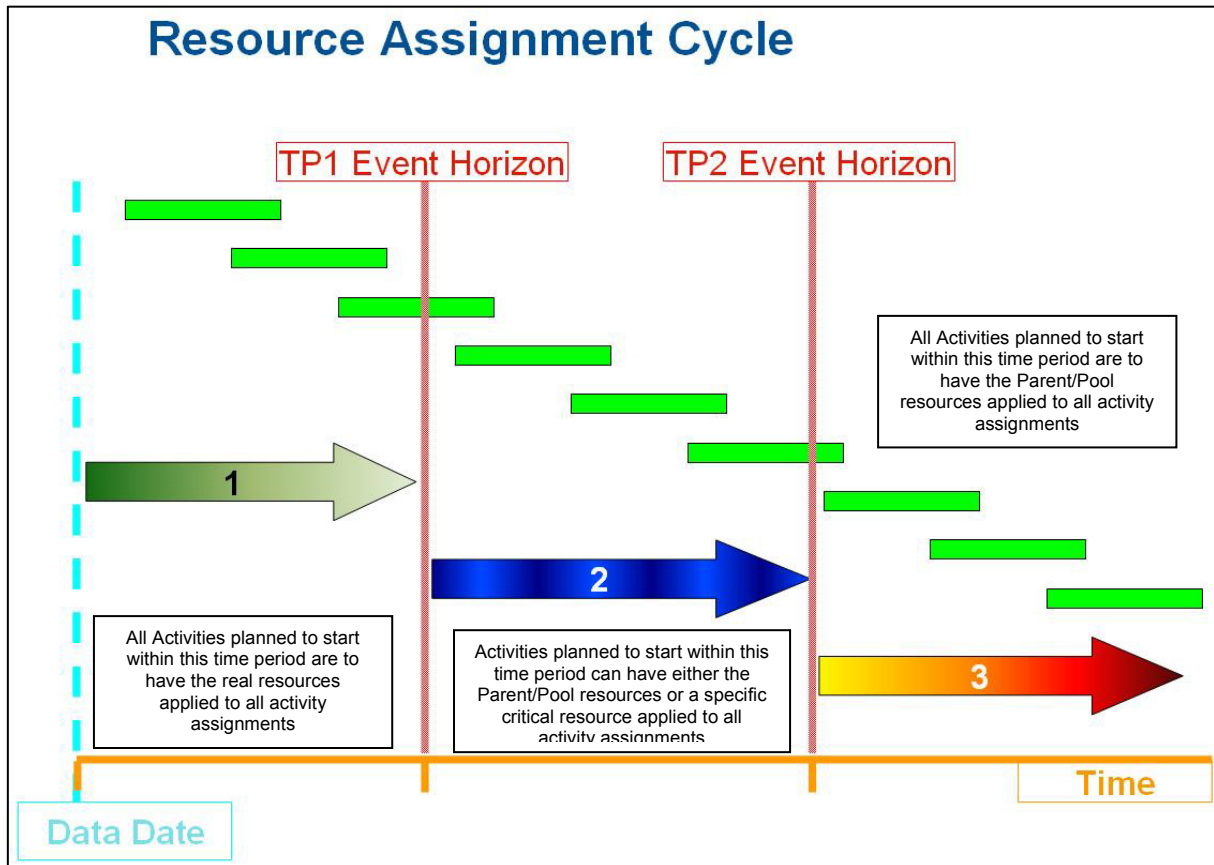 Resource Assignment Cycle
TP1 Event Horizon
TP2 Event Horizon
All Activities planned to start
within this time period are to
have the Parent/Pool
resources applied to all activity
assignments
1
2
All Activities planned to start
within this time period are to
have the real resources
applied to all activity
assignments
Activities planned to start within this
time period can have either the
Parent/Pool resources or a specific
critical resource applied to all
activity assignments
3
Time
Data Date